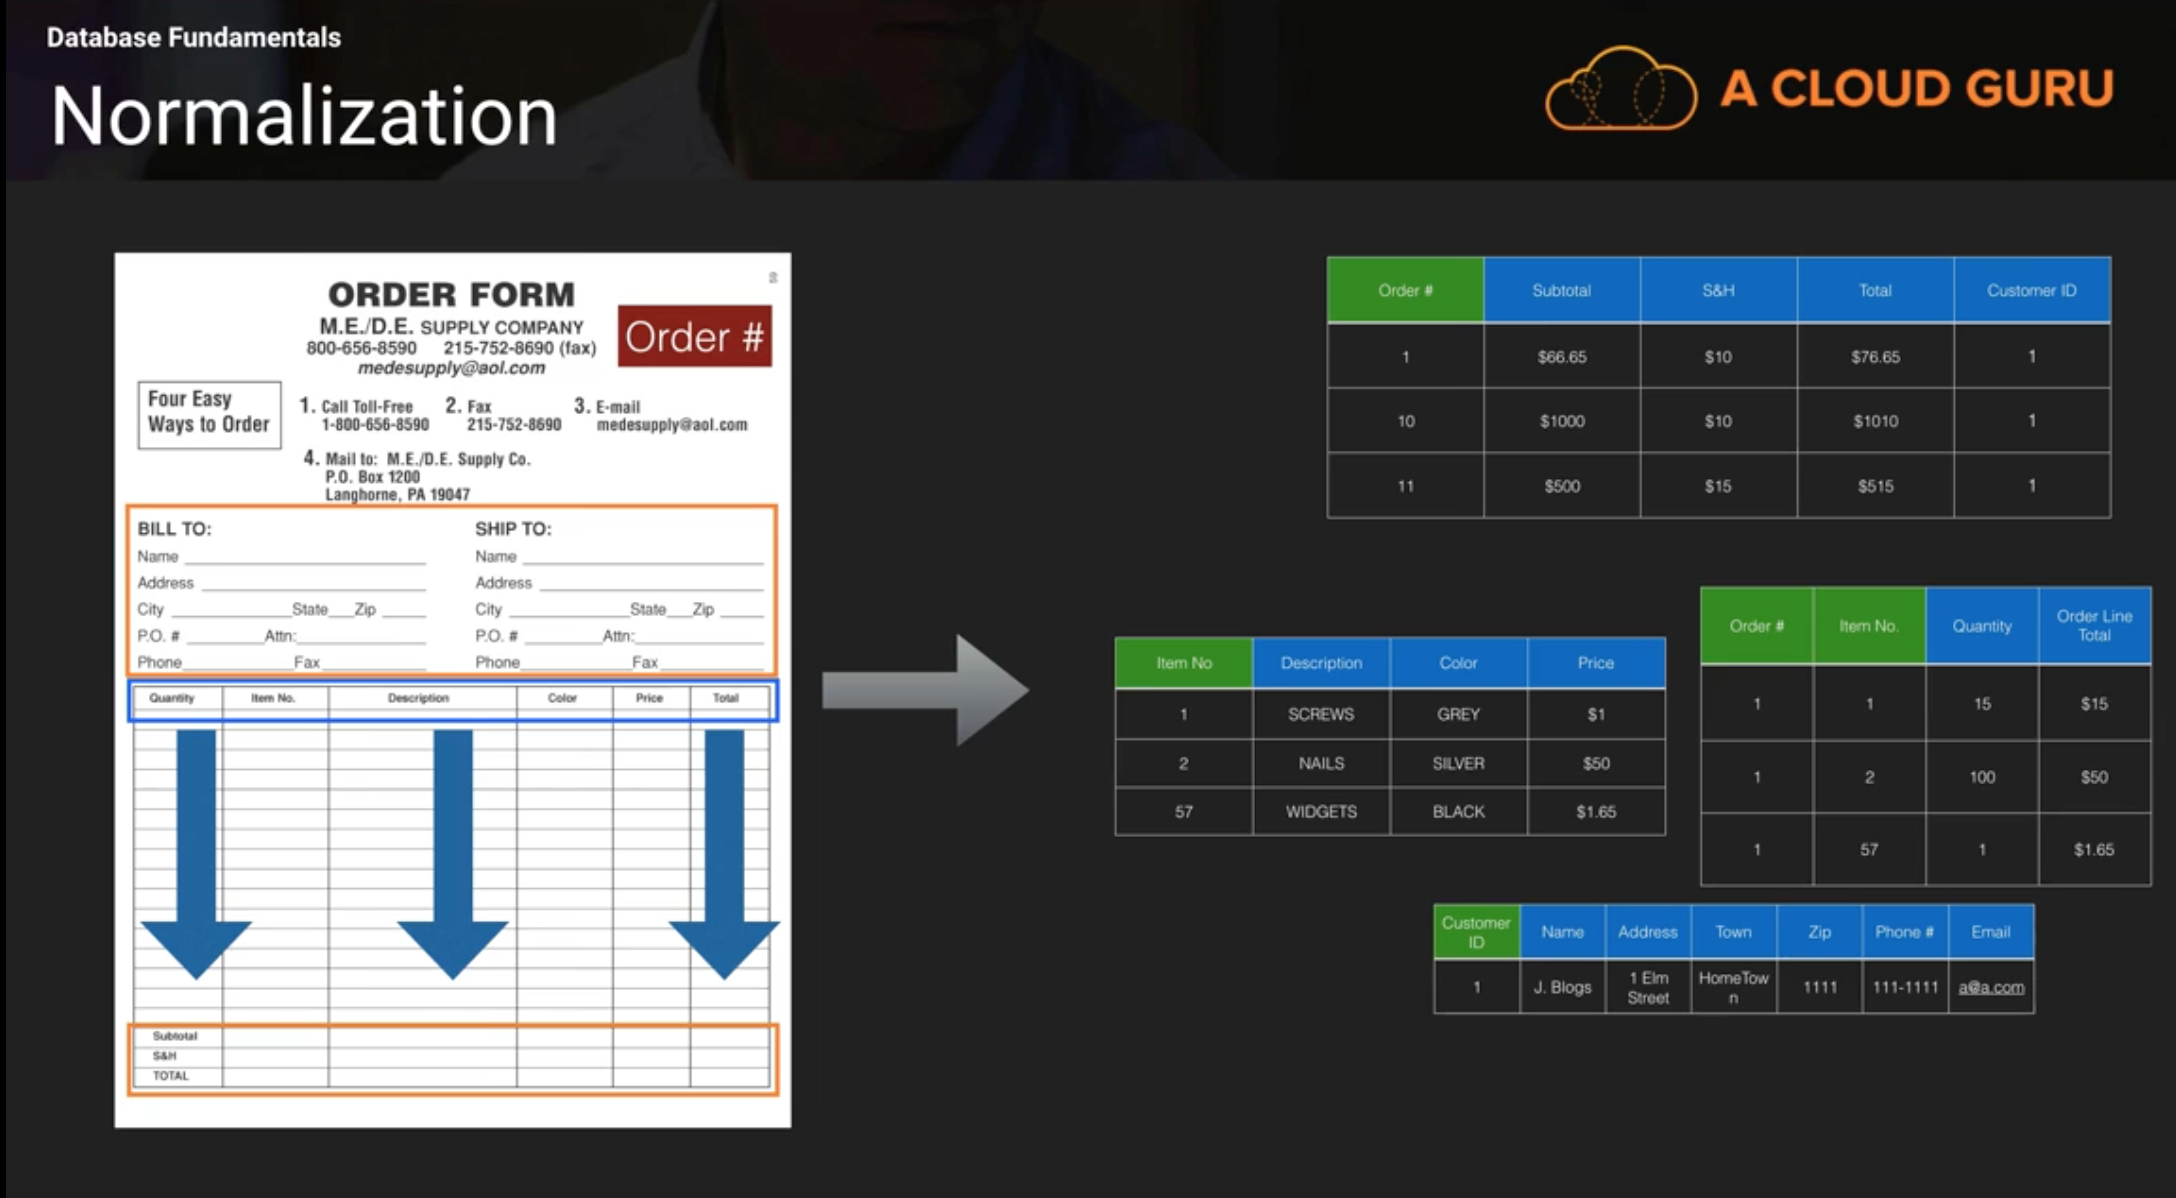 Database Fundamentals
Normalization
A CLOUD GURU
ORDER FORM
M.E./D.E. SUPPLY COMPANY
800-656-8590 215-752-8690 (fax)
medesupply@aol.com
Order #
Four Easy
Ways to Order
1. Call Toll-Free
1-800-656-8590
2. Fax
215-752-8690
3. E-mail
medesupply@aol.com
4. Mail to: M.E./D.E. Supply Co.
P.O. Box 1200
Langhorne, PA 19047
BILL TO:
Name
Address
City State Zip
P.O. # Attn:
Phone Fax
SHIP TO:
Name
Address
City State Zip
P.O. # Attn:
Phone Fax
Quantity Item No. Description Color Price Total
Subtotal
S&H
TOTAL
Order # Subtotal S&H Total Customer ID
1 $66.65 $10 $76.65 1
10 $1000 $10 $1010 1
11 $500 $15 $515 1
Item No Description Color Price
1 SCREWS GREY $1
2 NAILS SILVER $50
57 WIDGETS BLACK $1.65
Order # Item No. Quantity Order Line
Total
1 1 15 $15
1 2 100 $50
1 57 1 $1.65
Customer
ID Name Address Town Zip Phone # Email
1 J. Blogs 1 Elm
Street HomeTow
n 1111 111-1111 a@a.com